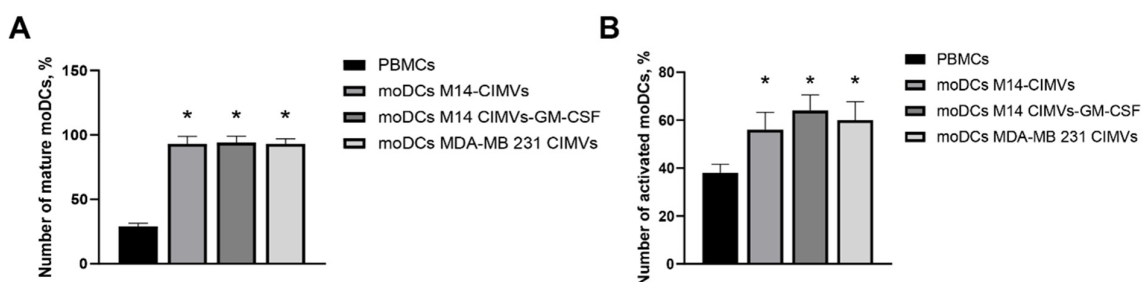 A
Number of mature moDCs, %
150
100
50
0
* * *
PBMCs
moDCs M14-CIMVs
moDCs M14 CIMVs-GM-CSF
moDCs MDA-MB 231 CIMVs
B
Number of activated moDCs, %
80
60
40
20
0
* * *
PBMCs
moDCs M14-CIMVs
moDCs M14 CIMVs-GM-CSF
moDCs MDA-MB 231 CIMVs